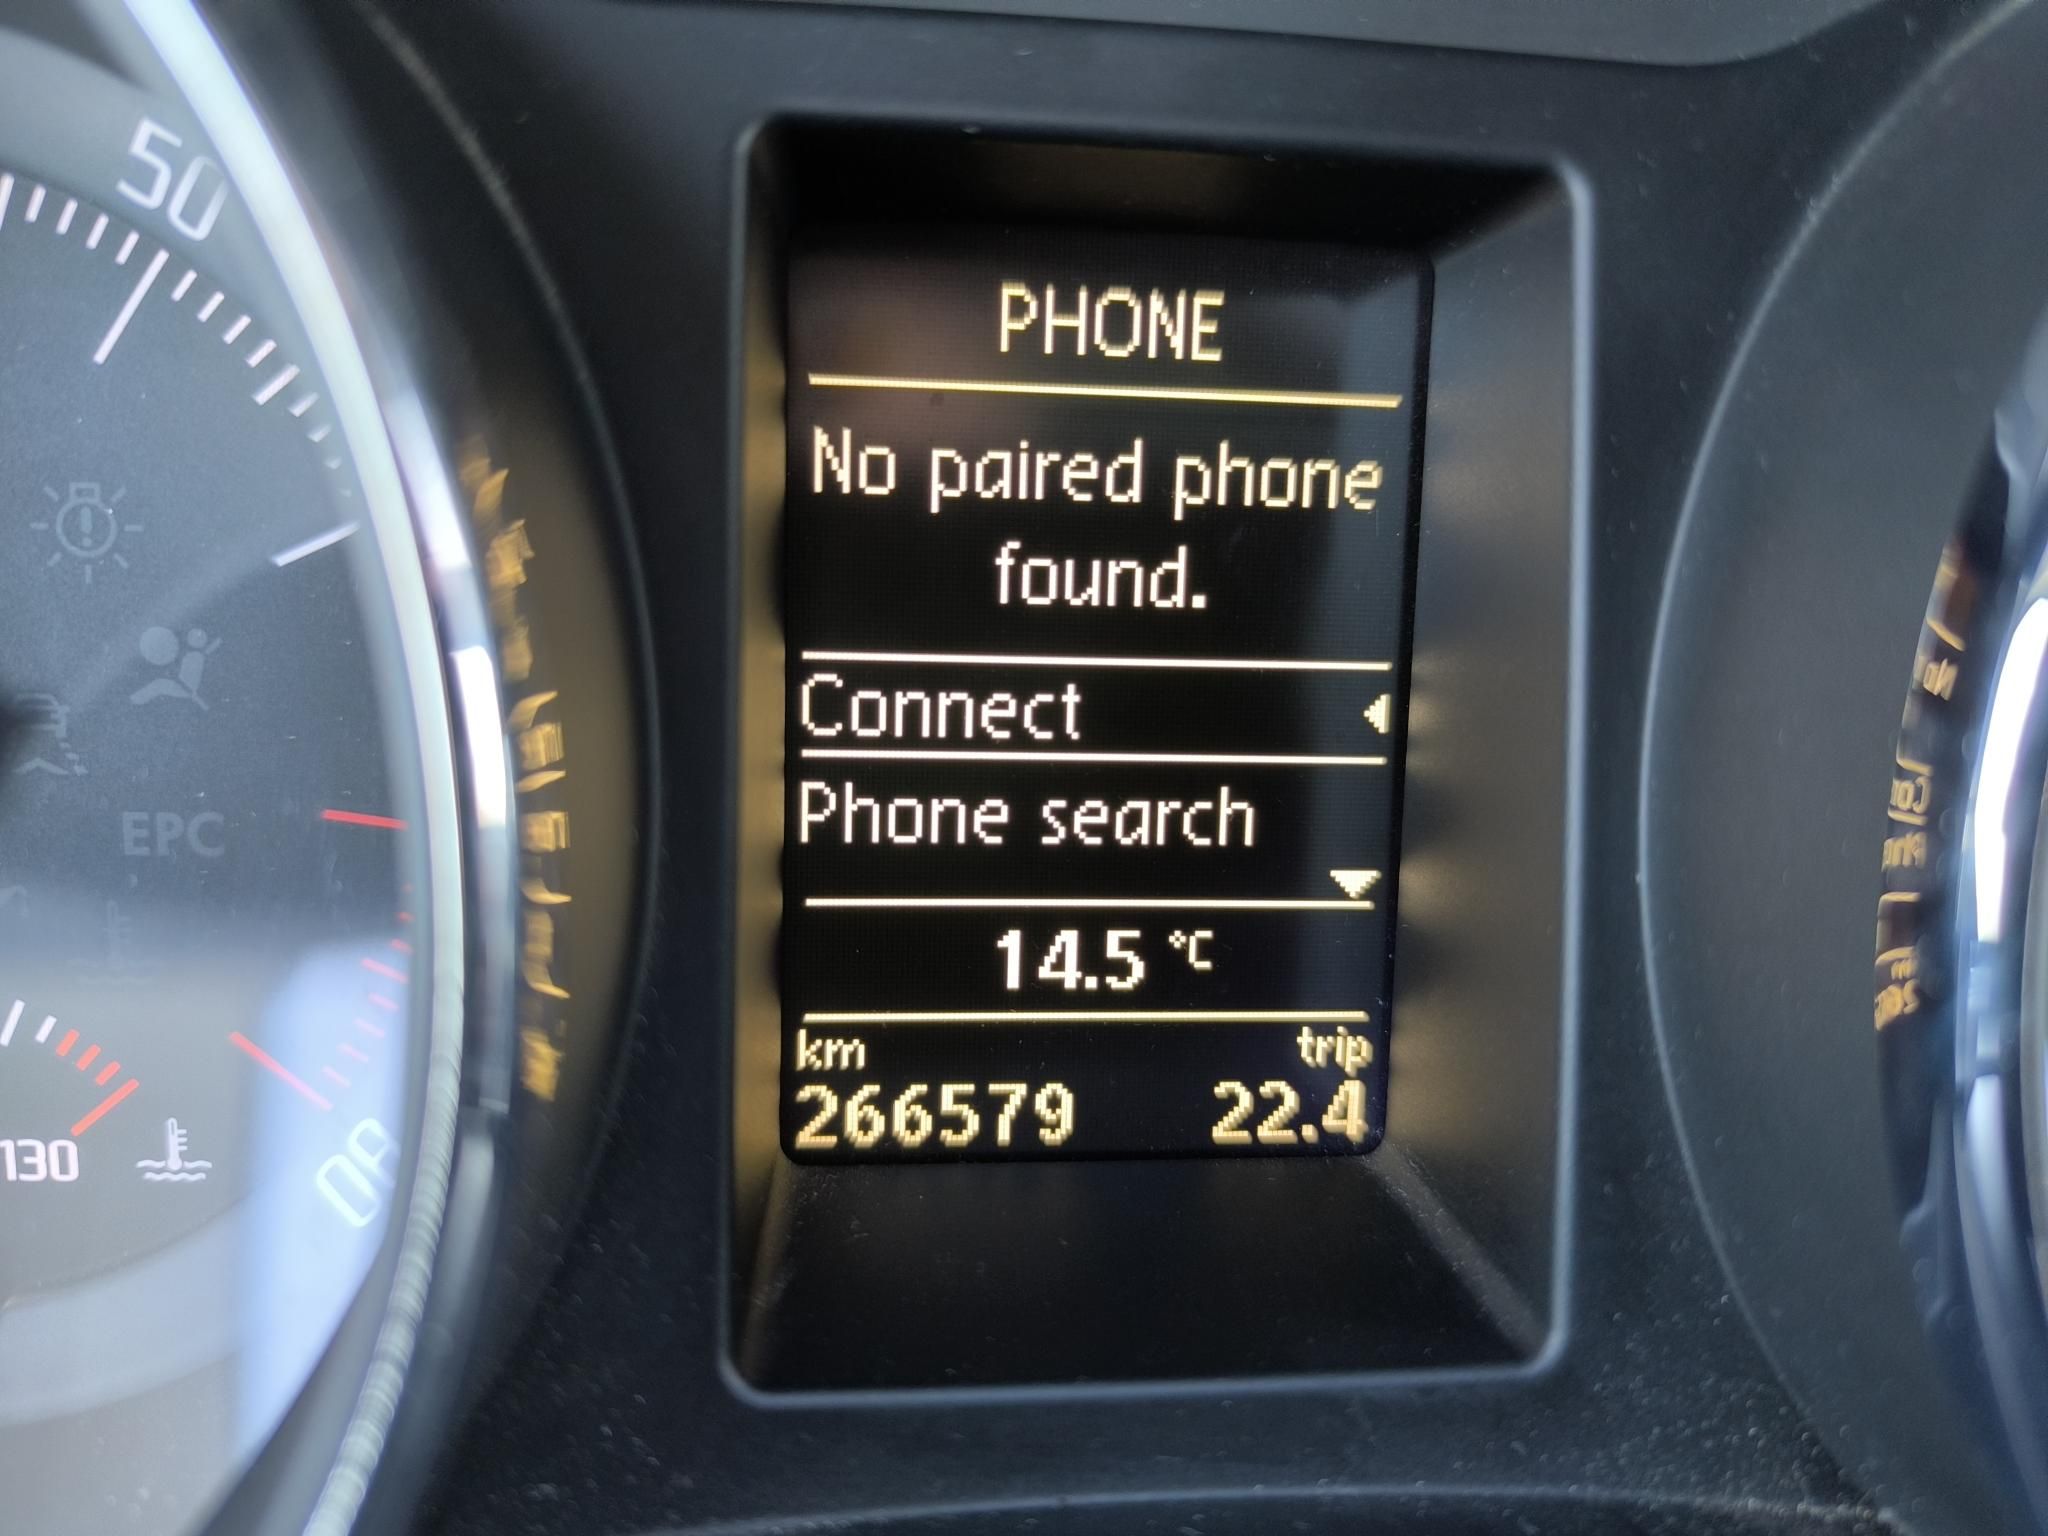 PHONE
No paired phone
found.
Connect
Phone search
14.5 °C
km trip
266579 22.4
50
EPC
130